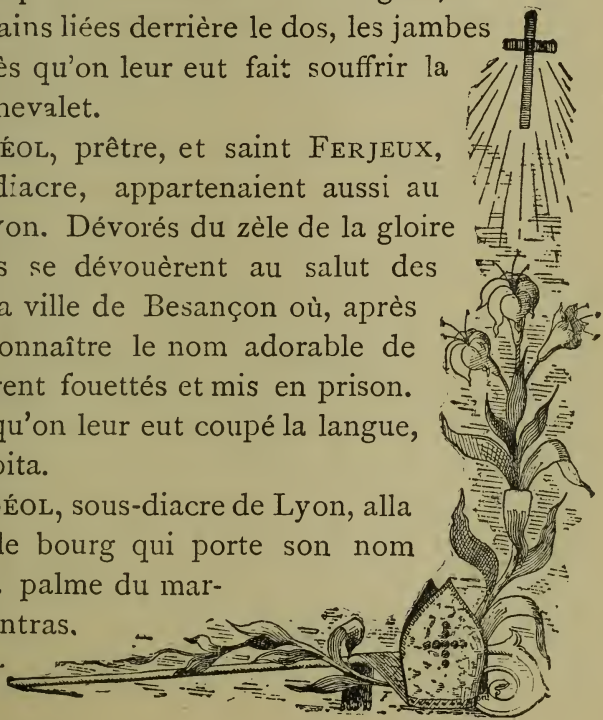 ains liées derrière le dos, les jambes
ès qu'on leur eut fait souffrir la
hevalet.
ÉOL, prêtre, et saint FERJEUX,
diacre, appartenaient aussi au
yon. Dévorés du zèle de la gloire
s se dévouèrent au salut des
a ville de Besançon où, après
onnaître le nom adorable de
rent fouettés et mis en prison.
qu'on leur eut coupé la langue,
pita.
ÉOL, sous-diacre de Lyon, alla
le bourg qui porte son nom
palme du mar-
ntras.